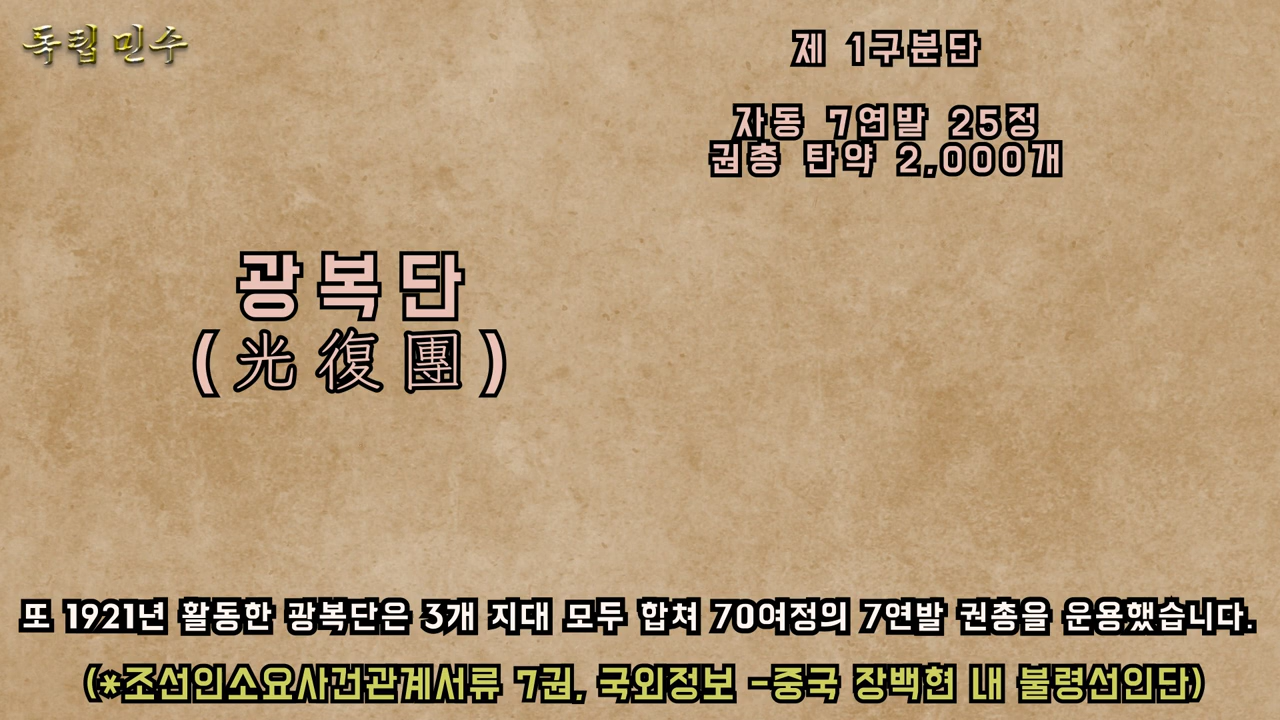 독립 민수
제 1구분단
자동 7연발 25정
권총 탄약 2,000개
광복단
(光復團)
또 1921년 활동한 광복단은 3개 지대 모두 합쳐 70여정의 7연발 권총을 운용했습니다.
(*조선인소요사건관계서류 7권, 국외정보 -중국 장백현 내 불령선인단)